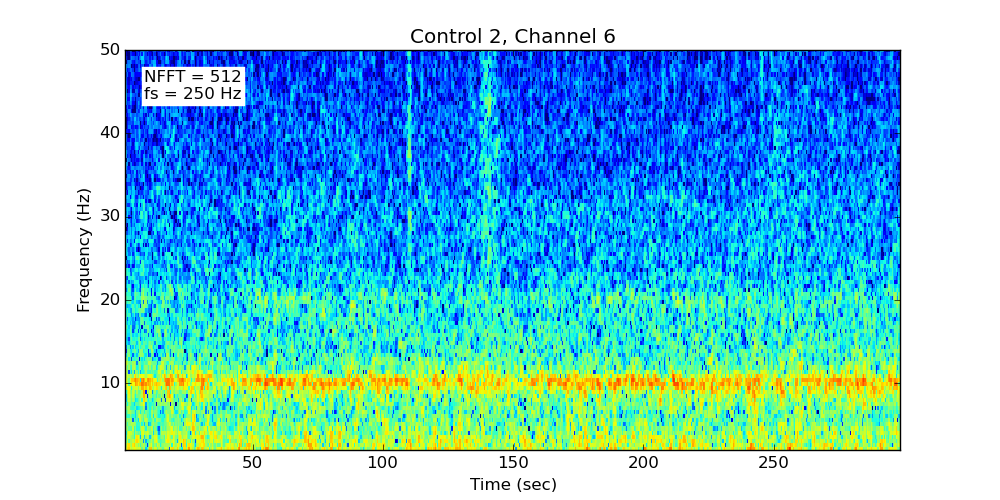 Control 2, Channel 6
NFFT = 512
fs = 250 Hz
50
40
30
20
10
Frequency (Hz)
50
100
150
200
250
Time (sec)